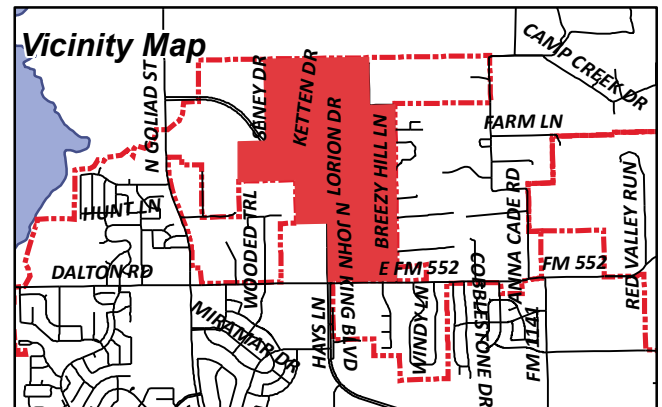 Vicinity Map
N GOLIAD ST
SENEY DR
KETTEN DR
LORION DR
BREEZY HILL LN
CAMP CREEK DR
FARM LN
HUNT LN
WOODED TRL
N JOHN KING BLVD
ANNA CADE RD
RED VALLEY RUN
DALTON RD
E FM 552
FM 552
MIRAMAR DR
HAYS LN
WINDY LN
COBBLESTONE DR
FM 1141